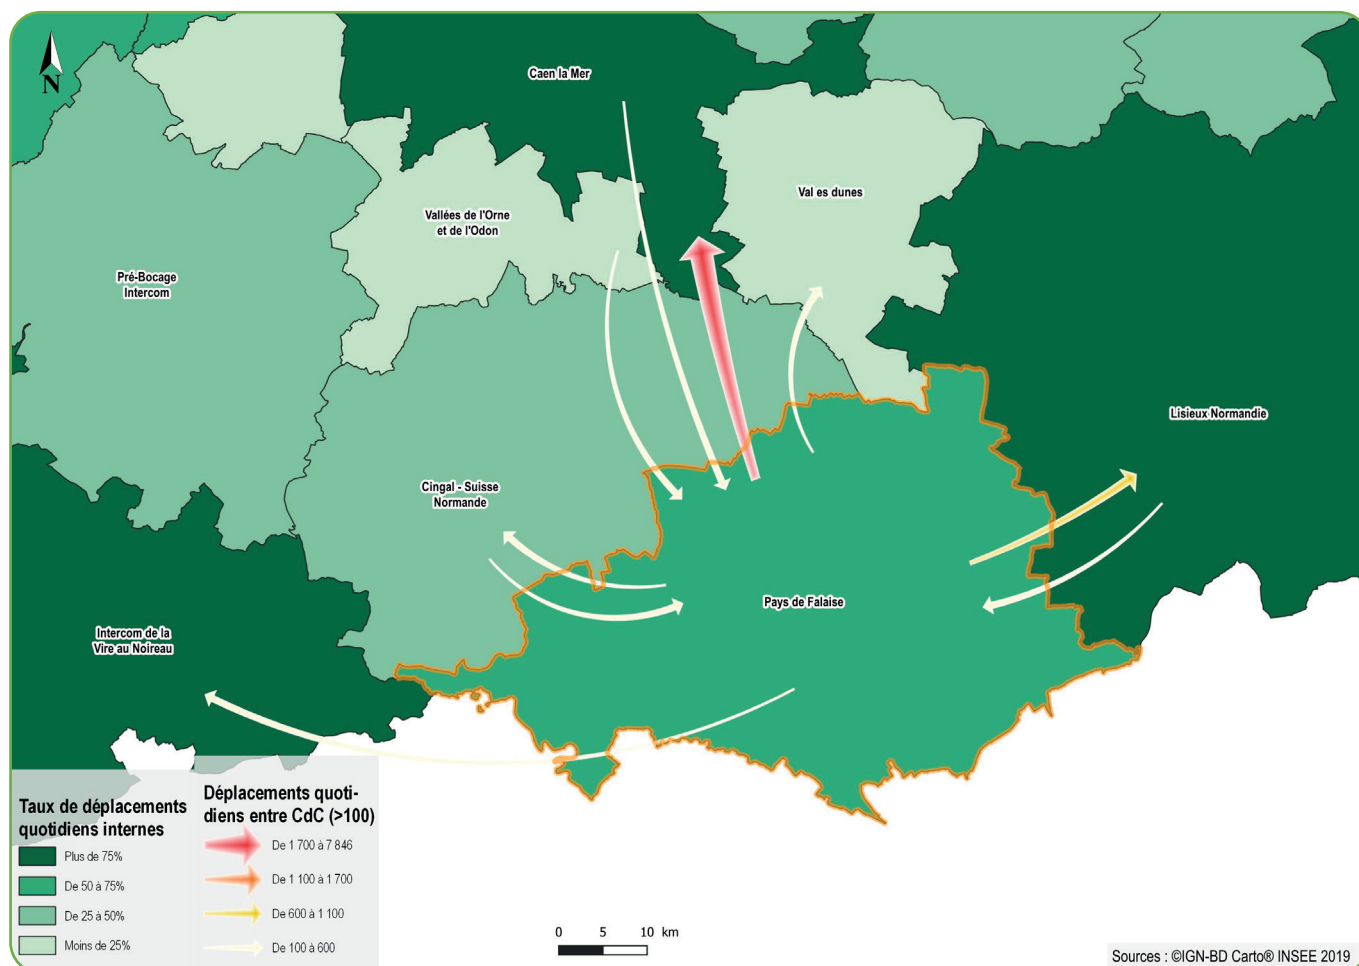 N
Caen la Mer
Val es dunes
Vallées de l'Orne
et de l'Odon
Pré-Bocage
Intercom
Lisieux Normandie
Cingal - Suisse
Normande
Pays de Falaise
Intercom de la
Vire au Noireau
Taux de déplacements
quotidiens internes
Plus de 75%
De 50 à 75%
De 25 à 50%
Moins de 25%
Déplacements quoti-
diens entre CdC (>100)
De 1 700 à 7 846
De 1 100 à 1 700
De 600 à 1 100
De 100 à 600
0 5 10 km
Sources : ©IGN-BD Carto® INSEE 2019